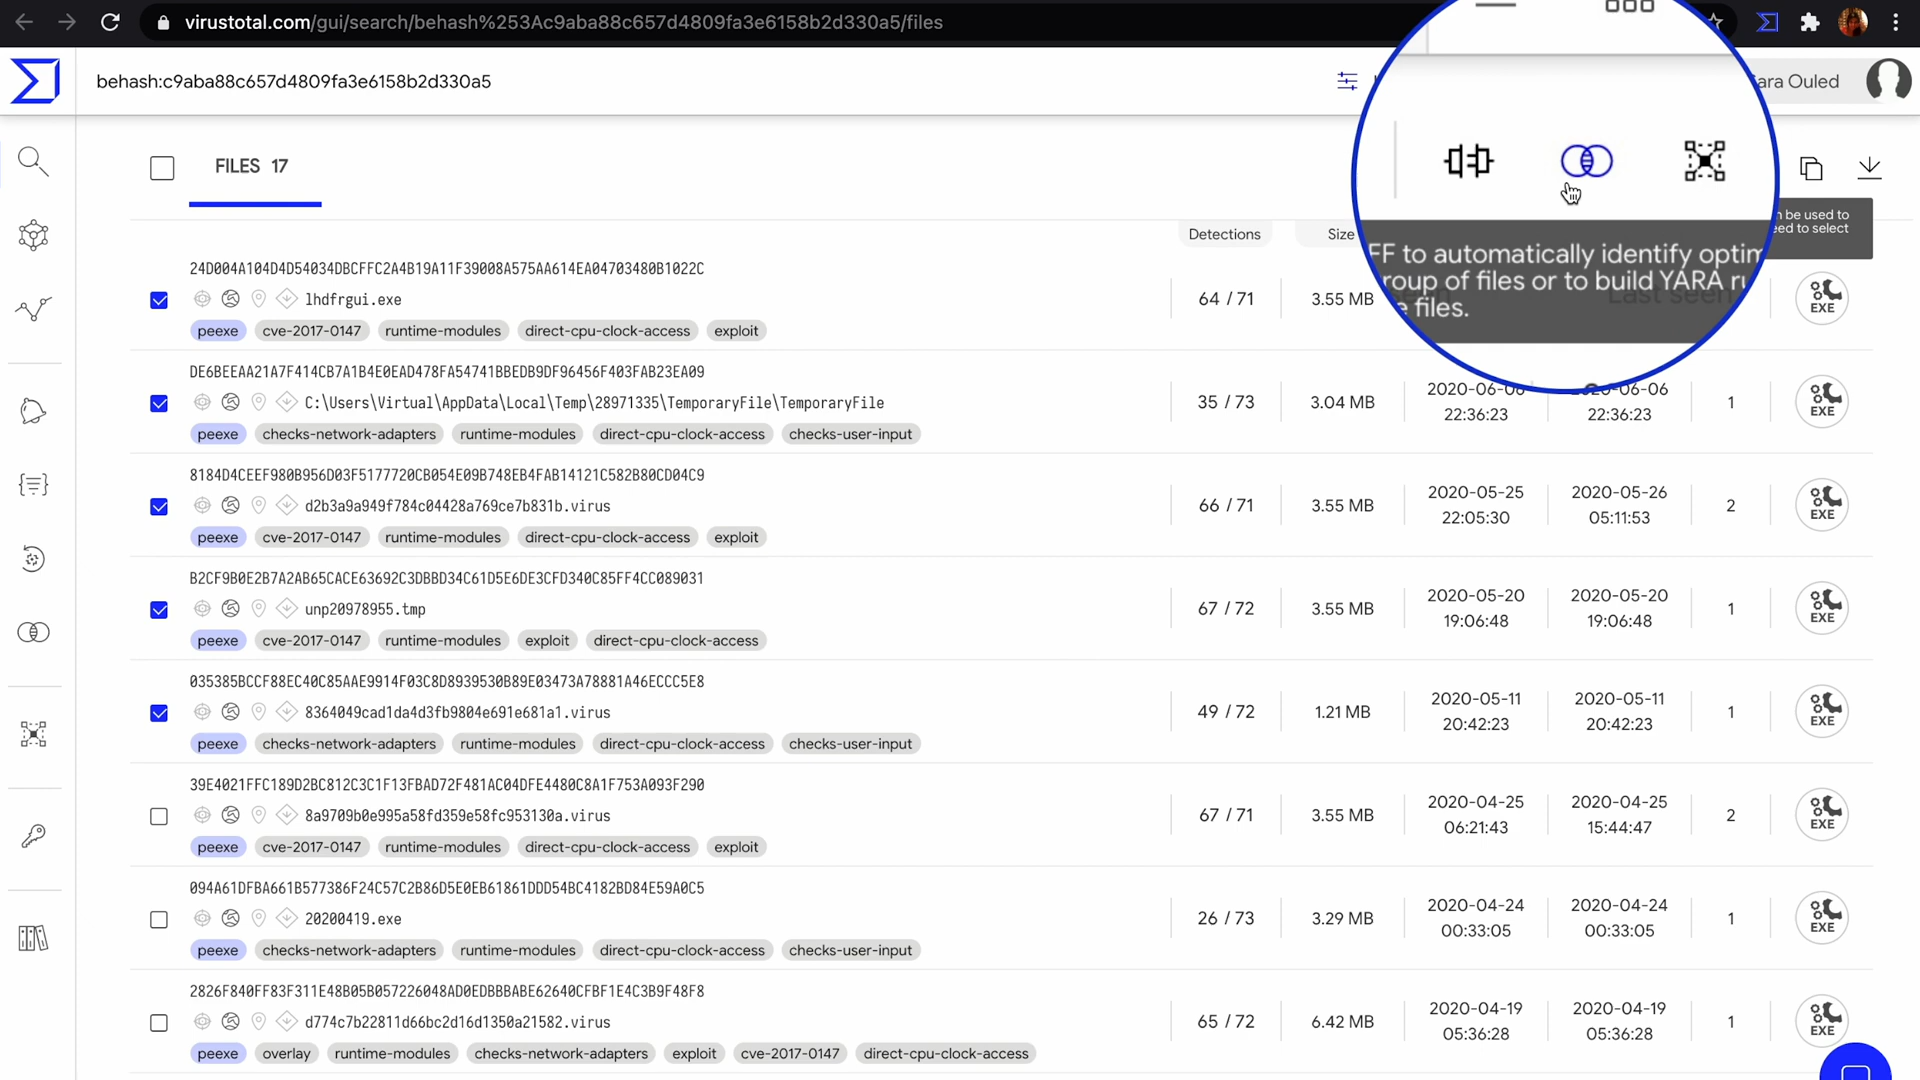 virustotal.com/gui/search/behash%253Ac9aba88c657d4809fa3e6158b2d330a5/files
behash:c9aba88c657d4809fa3e6158b2d330a5
ara Ouled
FILES 17
n be used to
eed to select
FF to automatically identify optim
roup of files or to build YARA ru
e files.
Detections Size Last seen
24D004A104D4D54034DBCFFC2A4B19A11F39008A575AA614EA04703480B1022C
lhdfrgui.exe 64 / 71 3.55 MB EXE
peexe cve-2017-0147 runtime-modules direct-cpu-clock-access exploit
DE6BEEAA21A7F414CB7A1B4E0EAD478FA54741BBEDB9DF96456F403FAB23EA09
C:\Users\Virtual\AppData\Local\Temp\28971335\TemporaryFile\TemporaryFile 35 / 73 3.04 MB 2020-06-06 22:36:23 2020-06-06 22:36:23 1 EXE
peexe checks-network-adapters runtime-modules direct-cpu-clock-access checks-user-input
8184D4CEEF980B956D03F5177720CB054E09B748EB4FAB14121C582B80CD04C9
d2b3a9a949f784c04428a769ce7b831b.virus 66 / 71 3.55 MB 2020-05-25 22:05:30 2020-05-26 05:11:53 2 EXE
peexe cve-2017-0147 runtime-modules direct-cpu-clock-access exploit
B2CF9B0E2B7A2AB65CACE63692C3DBBD34C61D5E6DE3CFD340C85FF4CC089031
unp20978955.tmp 67 / 72 3.55 MB 2020-05-20 19:06:48 2020-05-20 19:06:48 1 EXE
peexe cve-2017-0147 runtime-modules exploit direct-cpu-clock-access
035385BCCF88EC40C85AAE9914F03C8D8939530B89E03473A78881A46ECCC5E8
8364049cad1da4d3fb9804e691e681a1.virus 49 / 72 1.21 MB 2020-05-11 20:42:23 2020-05-11 20:42:23 1 EXE
peexe checks-network-adapters runtime-modules direct-cpu-clock-access checks-user-input
39E4021FFC189D2BC812C3C1F13FBAD72F481AC04DFE4480C8A1F753A093F290
8a9709b0e995a58fd359e58fc953130a.virus 67 / 71 3.55 MB 2020-04-25 06:21:43 2020-04-25 15:44:47 2 EXE
peexe cve-2017-0147 runtime-modules direct-cpu-clock-access exploit
094A61DFBA661B577386F24C57C2B86D5E0EB61861DDD54BC4182BD84E59A0C5
20200419.exe 26 / 73 3.29 MB 2020-04-24 00:33:05 2020-04-24 00:33:05 1 EXE
peexe checks-network-adapters runtime-modules direct-cpu-clock-access checks-user-input
2826F840FF83F311E48B05B057226048AD0EDBBBABE62640CFBF1E4C3B9F48F8
d774c7b22811d66bc2d16d1350a21582.virus 65 / 72 6.42 MB 2020-04-19 05:36:28 2020-04-19 05:36:28 1 EXE
peexe overlay runtime-modules checks-network-adapters exploit cve-2017-0147 direct-cpu-clock-access